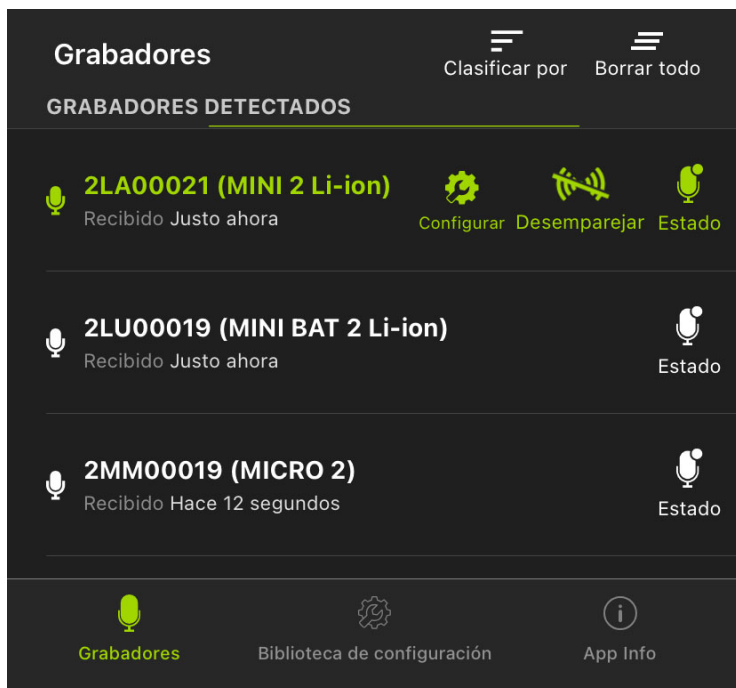 Grabadores
Clasificar por
Borrar todo
GRABADORES DETECTADOS
2LA00021 (MINI 2 Li-ion)
Recibido Justo ahora
Configurar
Desemparejar
Estado
2LU00019 (MINI BAT 2 Li-ion)
Recibido Justo ahora
Estado
2MM00019 (MICRO 2)
Recibido Hace 12 segundos
Estado
Grabadores
Biblioteca de configuración
App Info